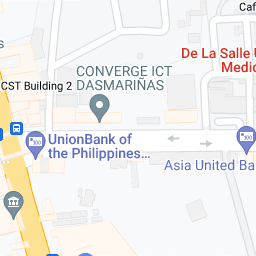 Caf
De La Salle U
Medic
CONVERGE ICT
DASMARIÑAS
CST Building 2
UnionBank of
the Philippines...
Asia United Ba